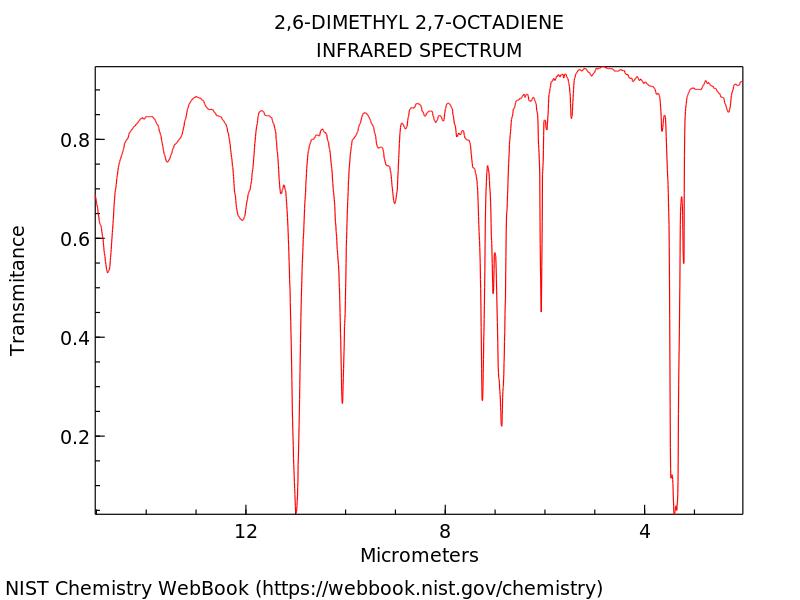 2,6-DIMETHYL 2,7-OCTADIENE
INFRARED SPECTRUM
0.8
0.6
0.4
0.2
Transmitance
12
8
4
Micrometers
NIST Chemistry WebBook (https://webbook.nist.gov/chemistry)